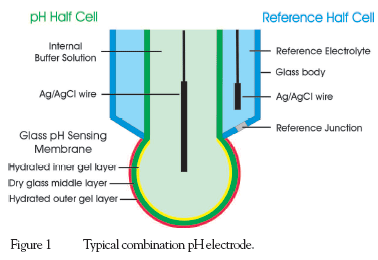 pH Half Cell
Reference Half Cell
Internal
Buffer Solution
Ag/AgCl wire
Glass pH Sensing
Membrane
Hydrated inner gel layer
Dry glass middle layer
Hydrated outer gel layer
Reference Electrolyte
Glass body
Ag/AgCl wire
Reference Junction
Figure 1 Typical combination pH electrode.